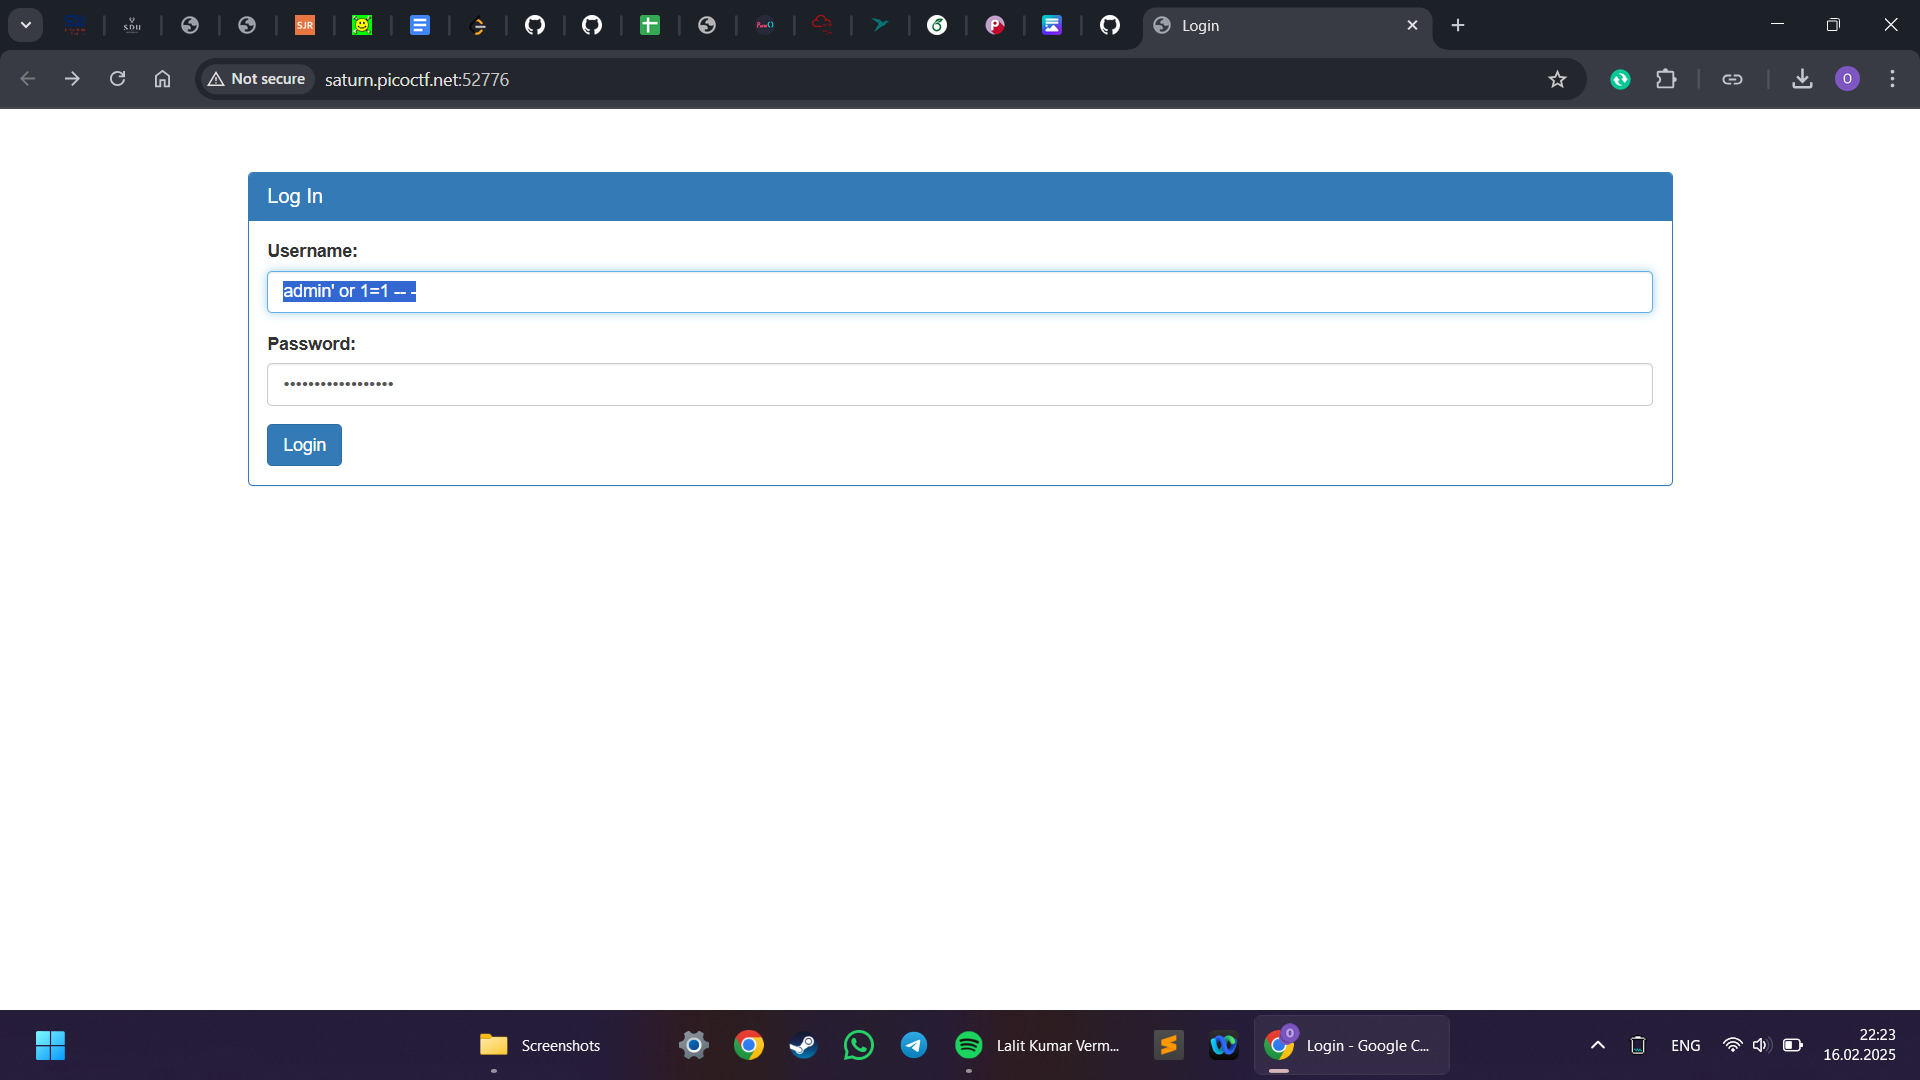 SJR
Login
Not secure
saturn.picoctf.net:52776
O
Log In
Username:
admin' or 1=1 -- -
Password:
••••••••••••••••••
Login
Screenshots
Lalit Kumar Verm...
O
Login - Google C...
ENG
22:23
16.02.2025